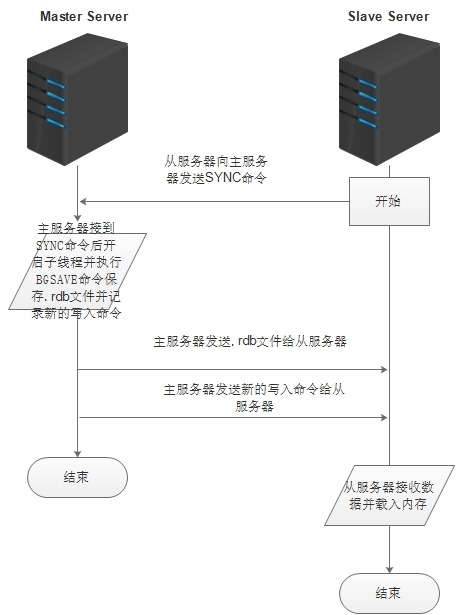 Master Server
Slave Server
从服务器向主服务
器发送SYNC命令
开始
主服务器接到
SYNC命令后开
启子线程并执行
BGSAVE命令保
存.rdb文件并记
录新的写入命令
主服务器发送.rdb文件给从服务器
主服务器发送新的写入命令给从
服务器
结束
从服务器接收数
据并载入内存
结束